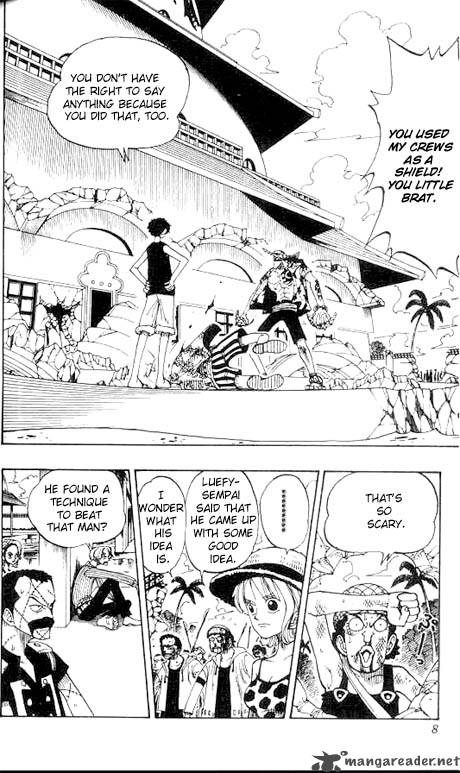 YOU USED
MY CREWS
AS A
SHIELD!
YOU LITTLE
BRAT.
YOU DON'T HAVE
THE RIGHT TO SAY
ANYTHING BECAUSE
YOU DID THAT, TOO.
THAT'S
SO
SCARY.
.........
LUEFY-
SEMPAI
SAID THAT
HE CAME UP
WITH SOME
GOOD
IDEA.
I
WONDER
WHAT
HIS
IDEA
IS.
HE FOUND A
TECHNIQUE
TO BEAT
THAT MAN?
8
mangareader.net